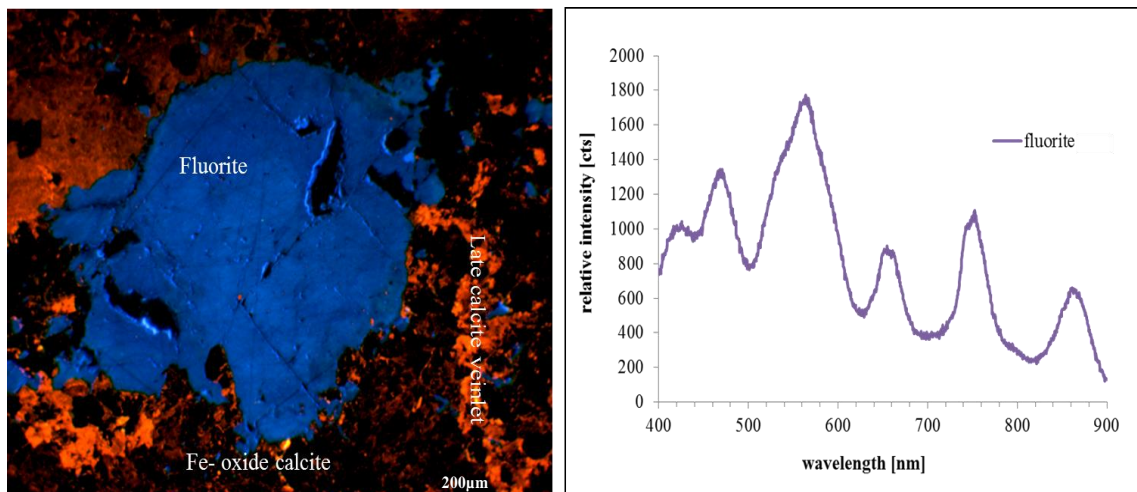 Fluorite
Late calcite veinlet
Fe- oxide calcite
200µm
relative intensity [cts]
2000
1800
1600
1400
1200
1000
800
600
400
200
0
fluorite
400 500 600 700 800 900
wavelength [nm]